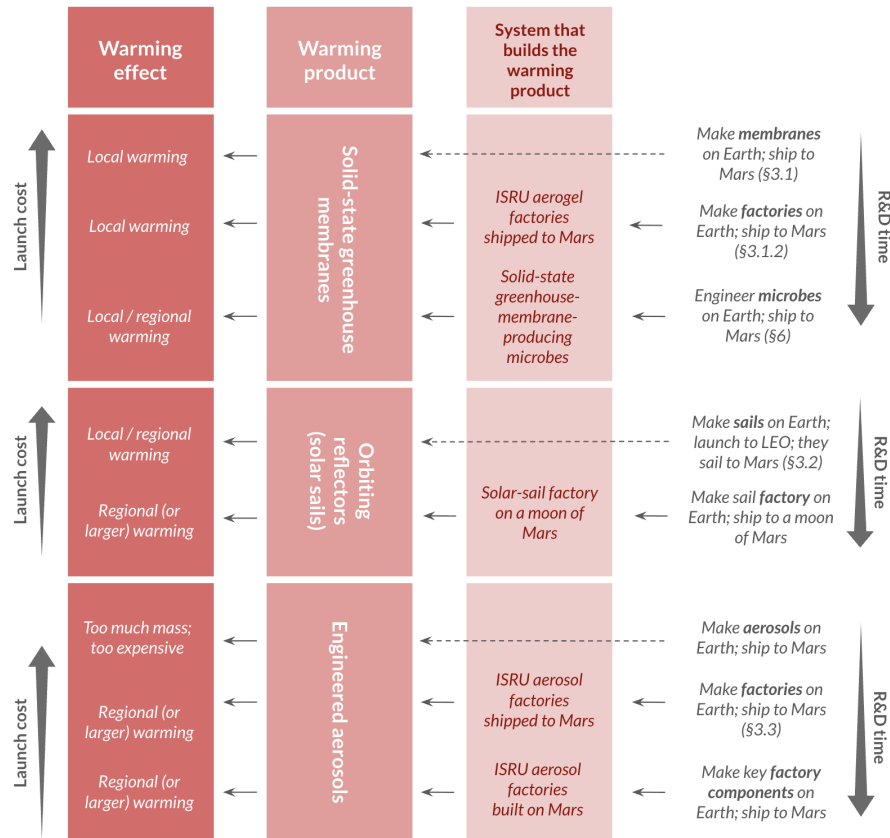 Warming
effect
Warming
product
System that
builds the
warming
product
Launch cost
Local warming
Local warming
Local / regional
warming
Solid-state greenhouse
membranes
ISRU aerogel
factories
shipped to Mars
Solid-state
greenhouse-
membrane-
producing
microbes
Make membranes
on Earth; ship to
Mars (§3.1)
Make factories on
Earth; ship to Mars
(§3.1.2)
Engineer microbes
on Earth; ship to
Mars (§6)
R&D time
Launch cost
Local / regional
warming
Regional (or
larger) warming
Orbiting
reflectors
(solar sails)
Solar-sail factory
on a moon of
Mars
Make sails on Earth;
launch to LEO; they
sail to Mars (§3.2)
Make sail factory on
Earth; ship to a moon
of Mars
R&D time
Launch cost
Too much mass;
too expensive
Regional (or
larger) warming
Regional (or
larger) warming
Engineered aerosols
ISRU aerosol
factories
shipped to Mars
ISRU aerosol
factories
built on Mars
Make aerosols on
Earth; ship to Mars
Make factories on
Earth; ship to Mars
(§3.3)
Make key factory
components on
Earth; ship to Mars
R&D time